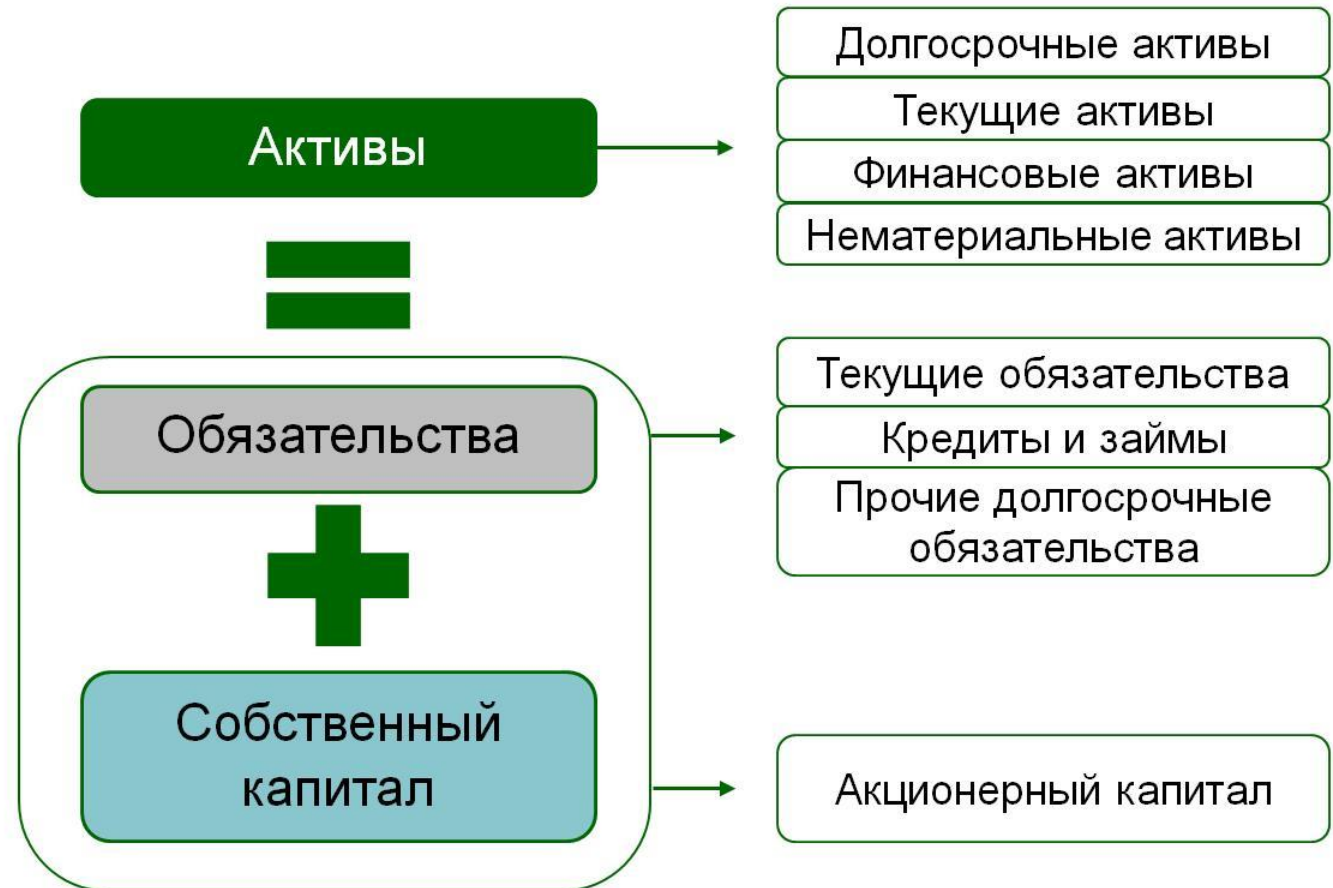 Активы
Долгосрочные активы
Текущие активы
Финансовые активы
Нематериальные активы
Обязательства
Текущие обязательства
Кредиты и займы
Прочие долгосрочные
обязательства
Собственный
капитал
Акционерный капитал